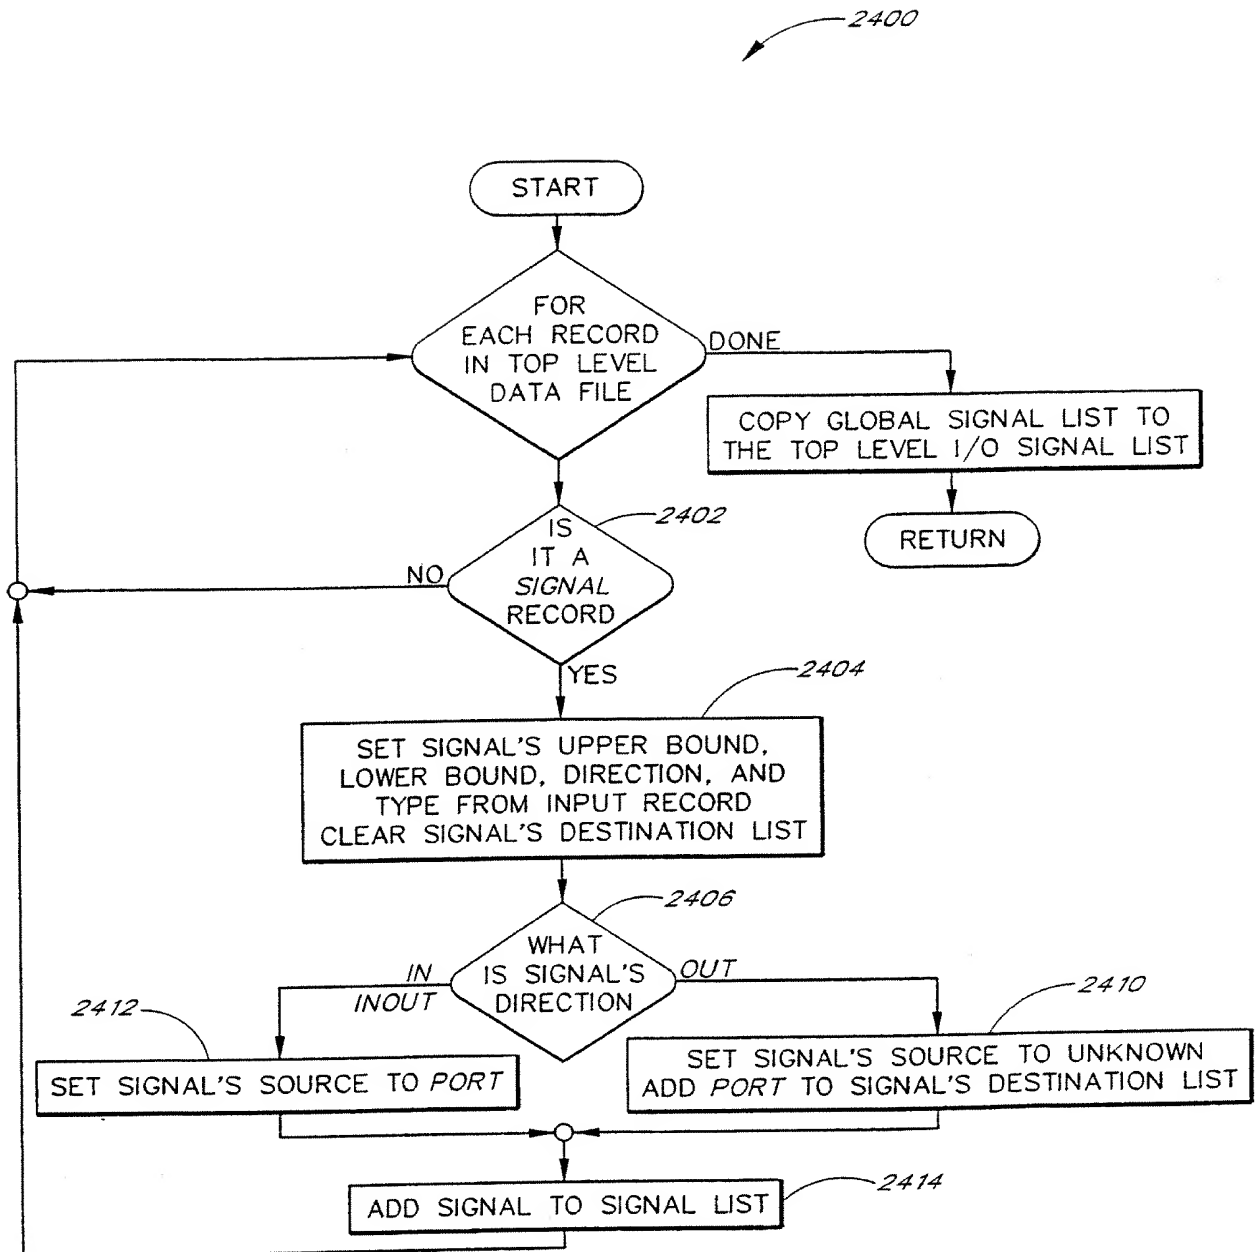 2400
START
FOR
EACH RECORD
IN TOP LEVEL
DATA FILE
DONE
COPY GLOBAL SIGNAL LIST TO
THE TOP LEVEL I/O SIGNAL LIST
RETURN
2402
IS
IT A
SIGNAL
RECORD
NO
YES
2404
SET SIGNAL'S UPPER BOUND,
LOWER BOUND, DIRECTION, AND
TYPE FROM INPUT RECORD
CLEAR SIGNAL'S DESTINATION LIST
2406
WHAT
IS SIGNAL'S
DIRECTION
IN
INOUT
OUT
2412
SET SIGNAL'S SOURCE TO PORT
2410
SET SIGNAL'S SOURCE TO UNKNOWN
ADD PORT TO SIGNAL'S DESTINATION LIST
2414
ADD SIGNAL TO SIGNAL LIST